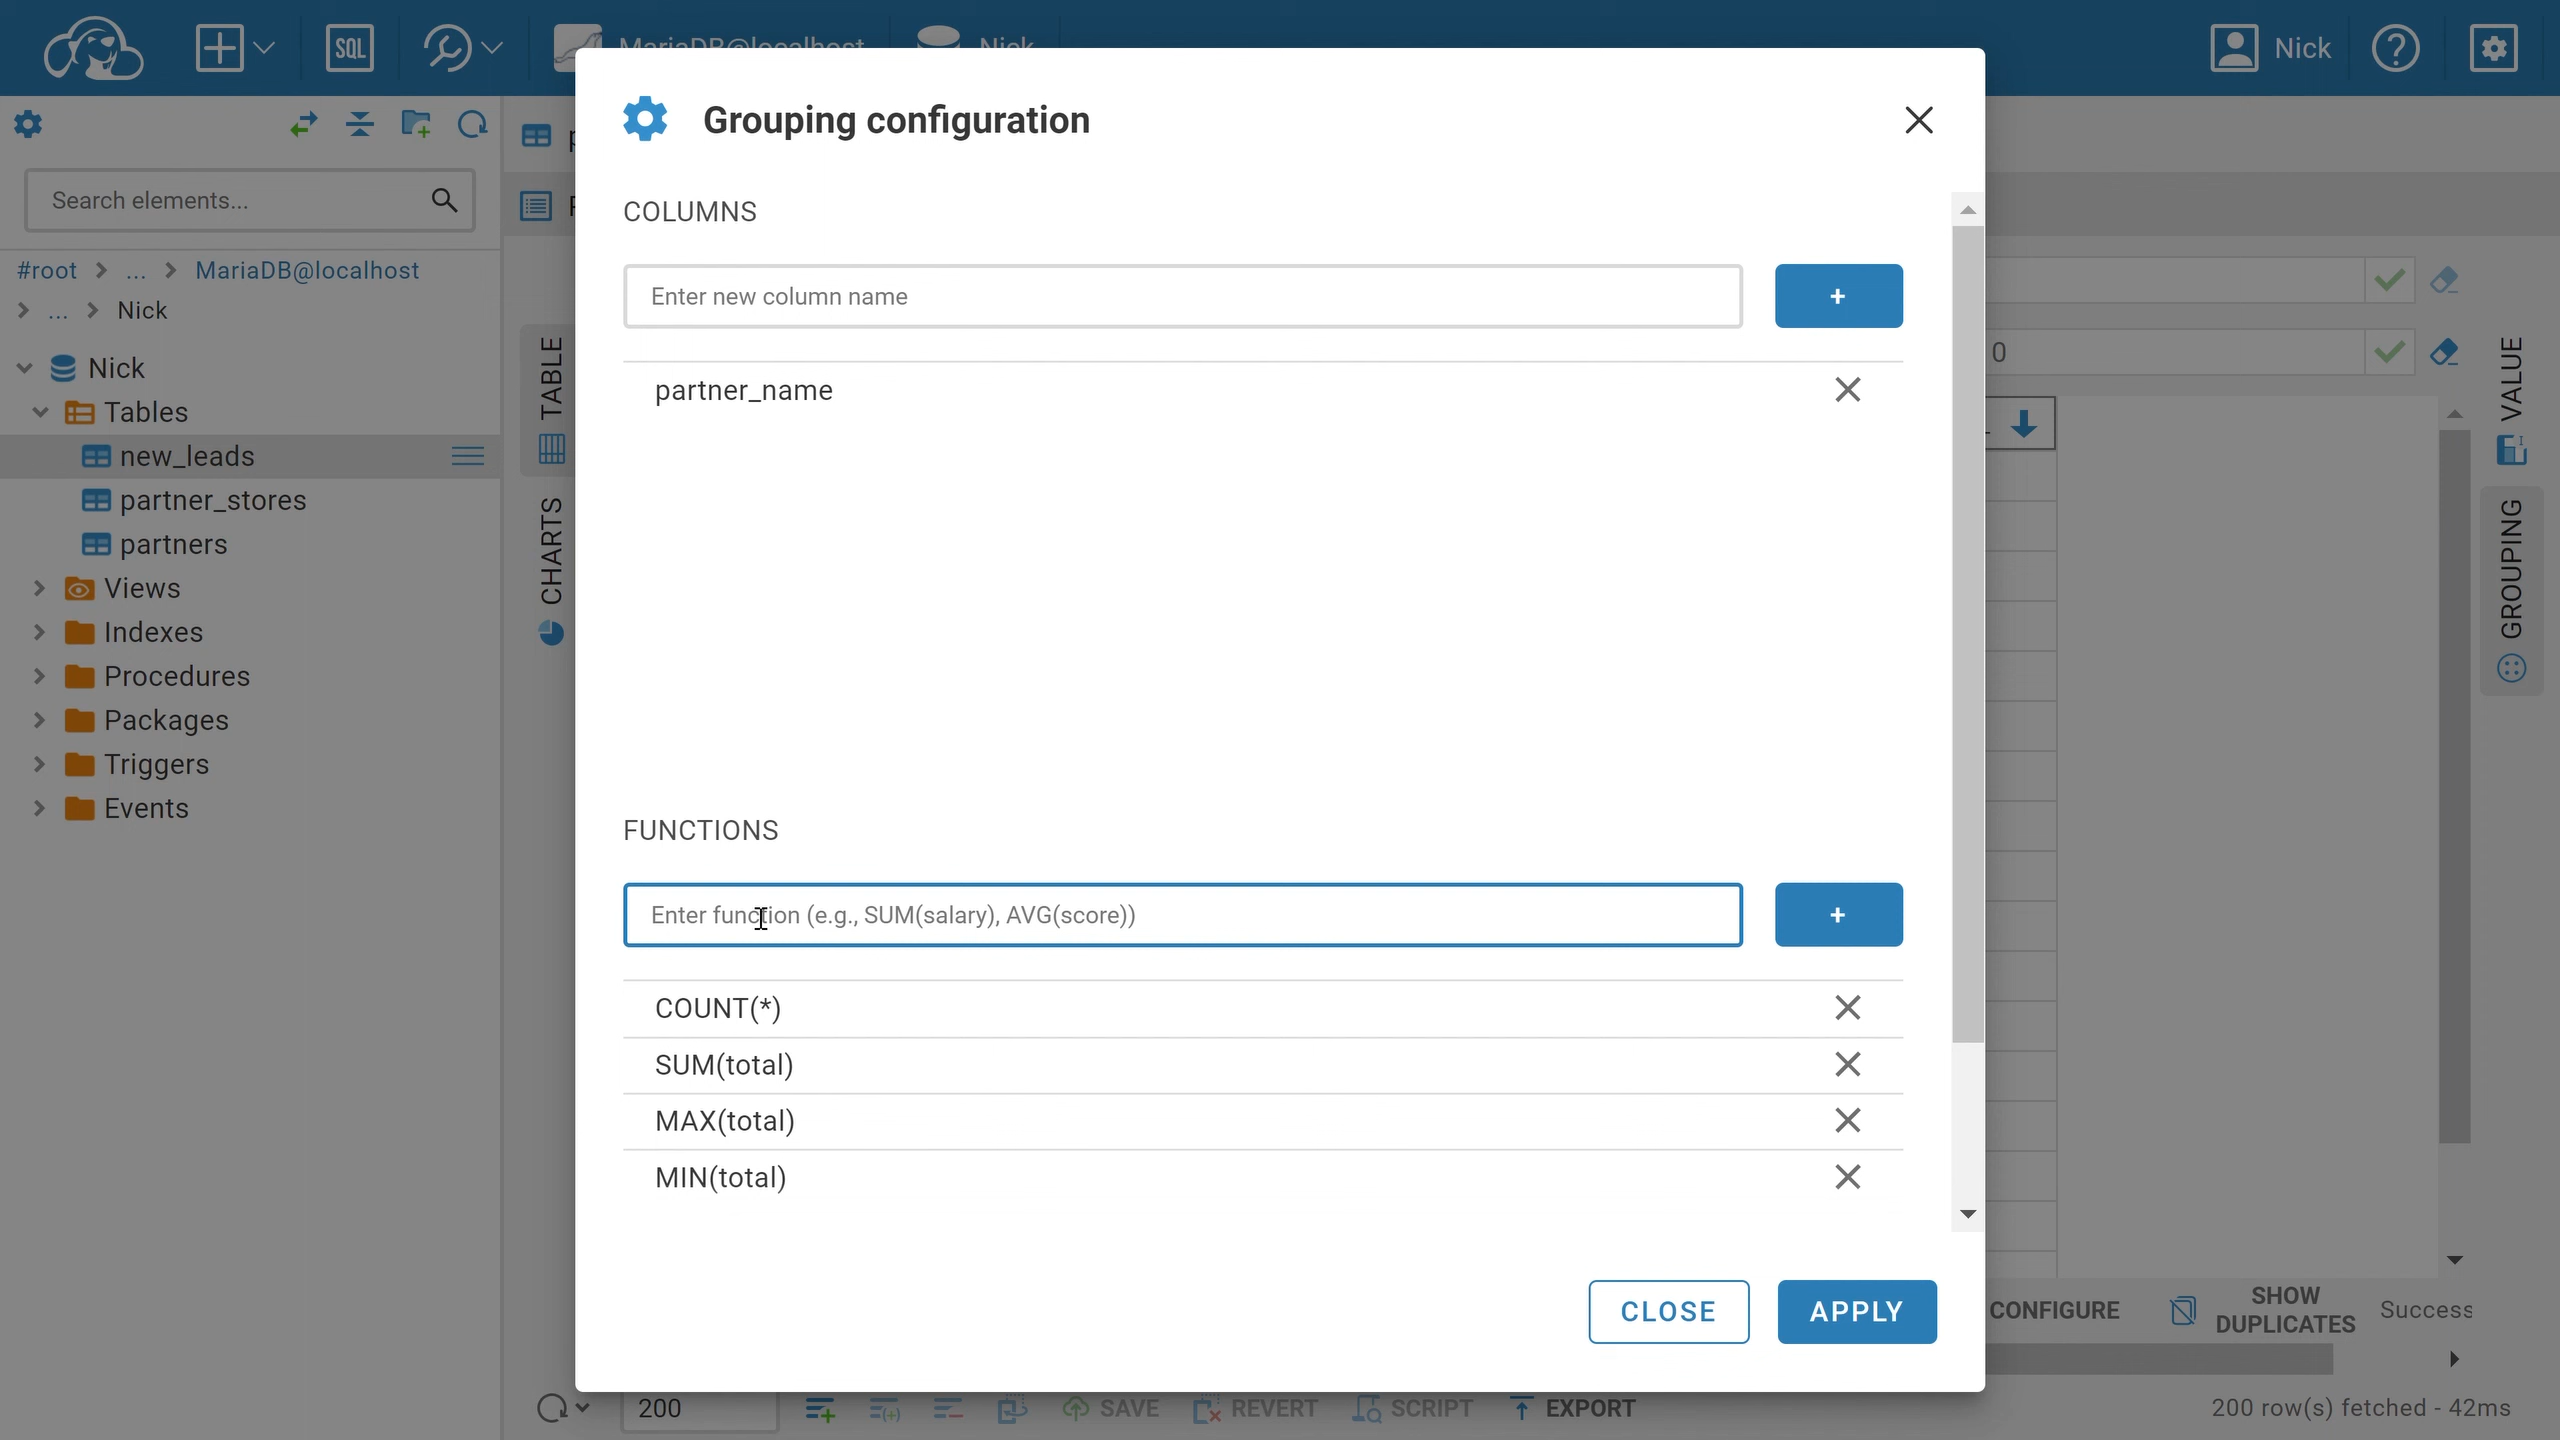 SQL
MariaDB@localhost
Nick
Nick
Search elements...
#root > ... > MariaDB@localhost
> ... > Nick
Nick
Tables
new_leads
partner_stores
partners
Views
Indexes
Procedures
Packages
Triggers
Events
TABLE
CHARTS
Grouping configuration
COLUMNS
Enter new column name
+
partner_name
FUNCTIONS
Enter function (e.g., SUM(salary), AVG(score))
+
COUNT(*)
SUM(total)
MAX(total)
MIN(total)
CLOSE
APPLY
0
VALUE
GROUPING
CONFIGURE
SHOW
DUPLICATES
Success
200
SAVE
REVERT
SCRIPT
EXPORT
200 row(s) fetched - 42ms